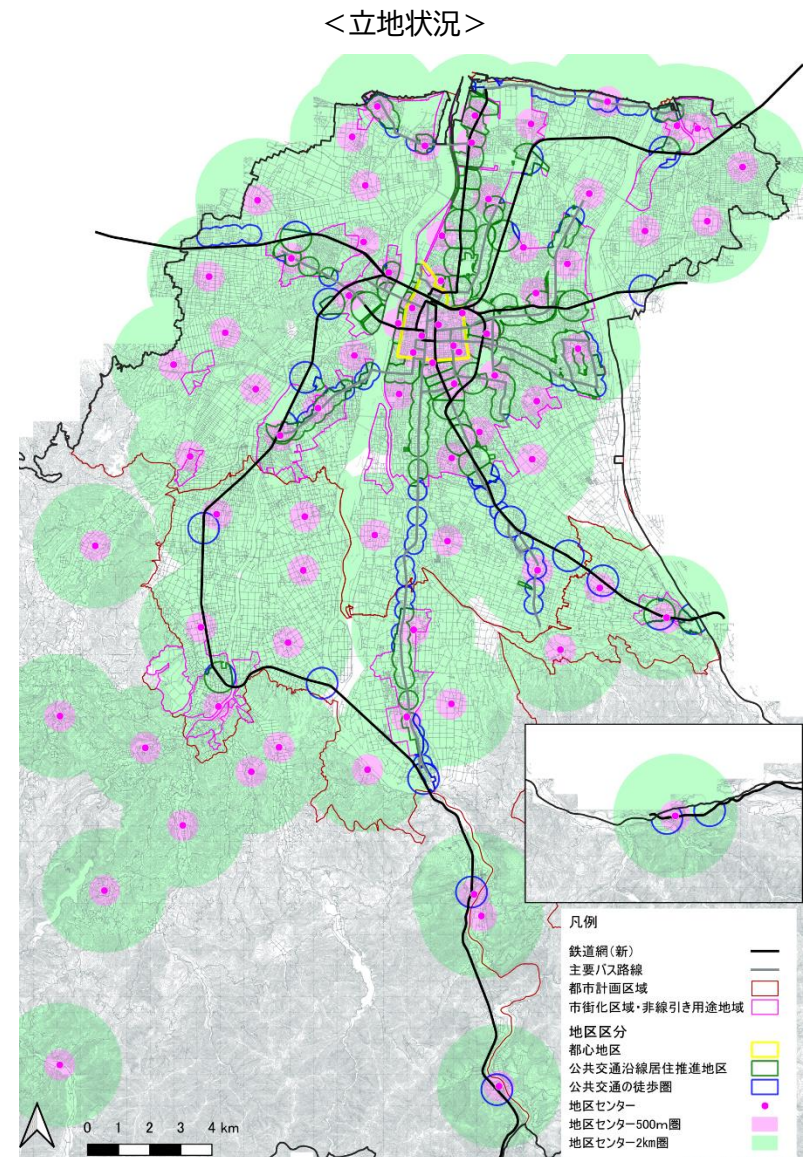 ＜立地状況＞
凡例
鉄道網(新)
主要バス路線
都市計画区域
市街化区域・非線引き用途地域
地区区分
都心地区
公共交通沿線居住推進地区
公共交通の徒歩圏
地区センター
地区センター500m圏
地区センター2km圏
0 1 2 3 4 km